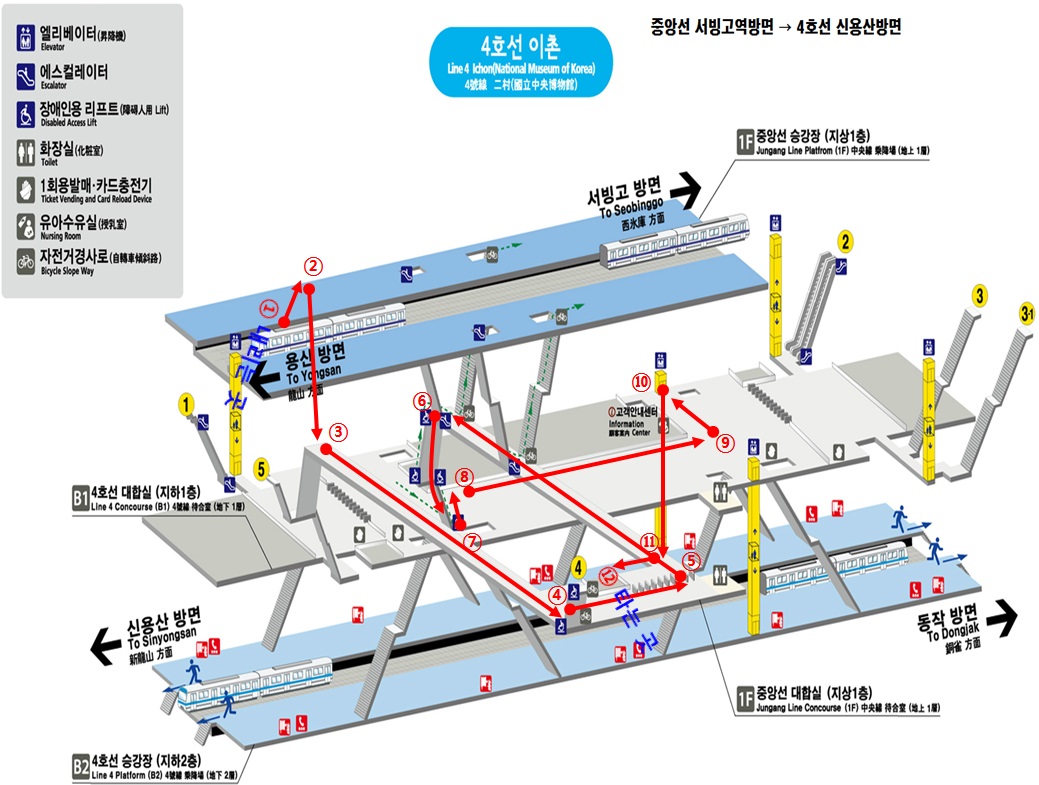 엘리베이터(昇降機)
Elevator
에스컬레이터
Escalator
장애인용 리프트(障碍人用 Lift)
Disabled Access Lift
화장실(化粧室)
Toilet
1회용발매·카드충전기
Ticket Vending and Card Reload Device
유아수유실(授乳室)
Nursing Room
자전거경사로(自轉車傾斜路)
Bicycle Slope Way
4호선 이촌
Line 4 Ichon(National Museum of Korea)
4號線 二村(國立中央博物館)
중앙선 서빙고역방면 → 4호선 신용산방면
1F 중앙선 승강장 (지상1층)
Jungang Line Platfrom (1F) 中央線 乘降場 (地上 1層)
서빙고 방면
To Seobinggo
西氷庫 方面
②
①
내리는 곳
용산 방면
To Yongsan
龍山 方面
2
3
3-1
1
5
③
⑥
⑩
ⓘ고객안내센터
Information
顧客案內 Center
⑨
⑧
⑦
B1 4호선 대합실 (지하1층)
Line 4 Concourse (B1) 4號線 待合室 (地下 1層)
4
④
⑪
⑤
⑫
타는 곳
신용산 방면
To Sinyongsan
新龍山 方面
동작 방면
To Dongjak
銅雀 方面
1F 중앙선 대합실 (지상1층)
Jungang Line Concourse (1F) 中央線 待合室 (地上 1層)
B2 4호선 승강장 (지하2층)
Line 4 Platform (B2) 4號線 乘降場 (地下 2層)